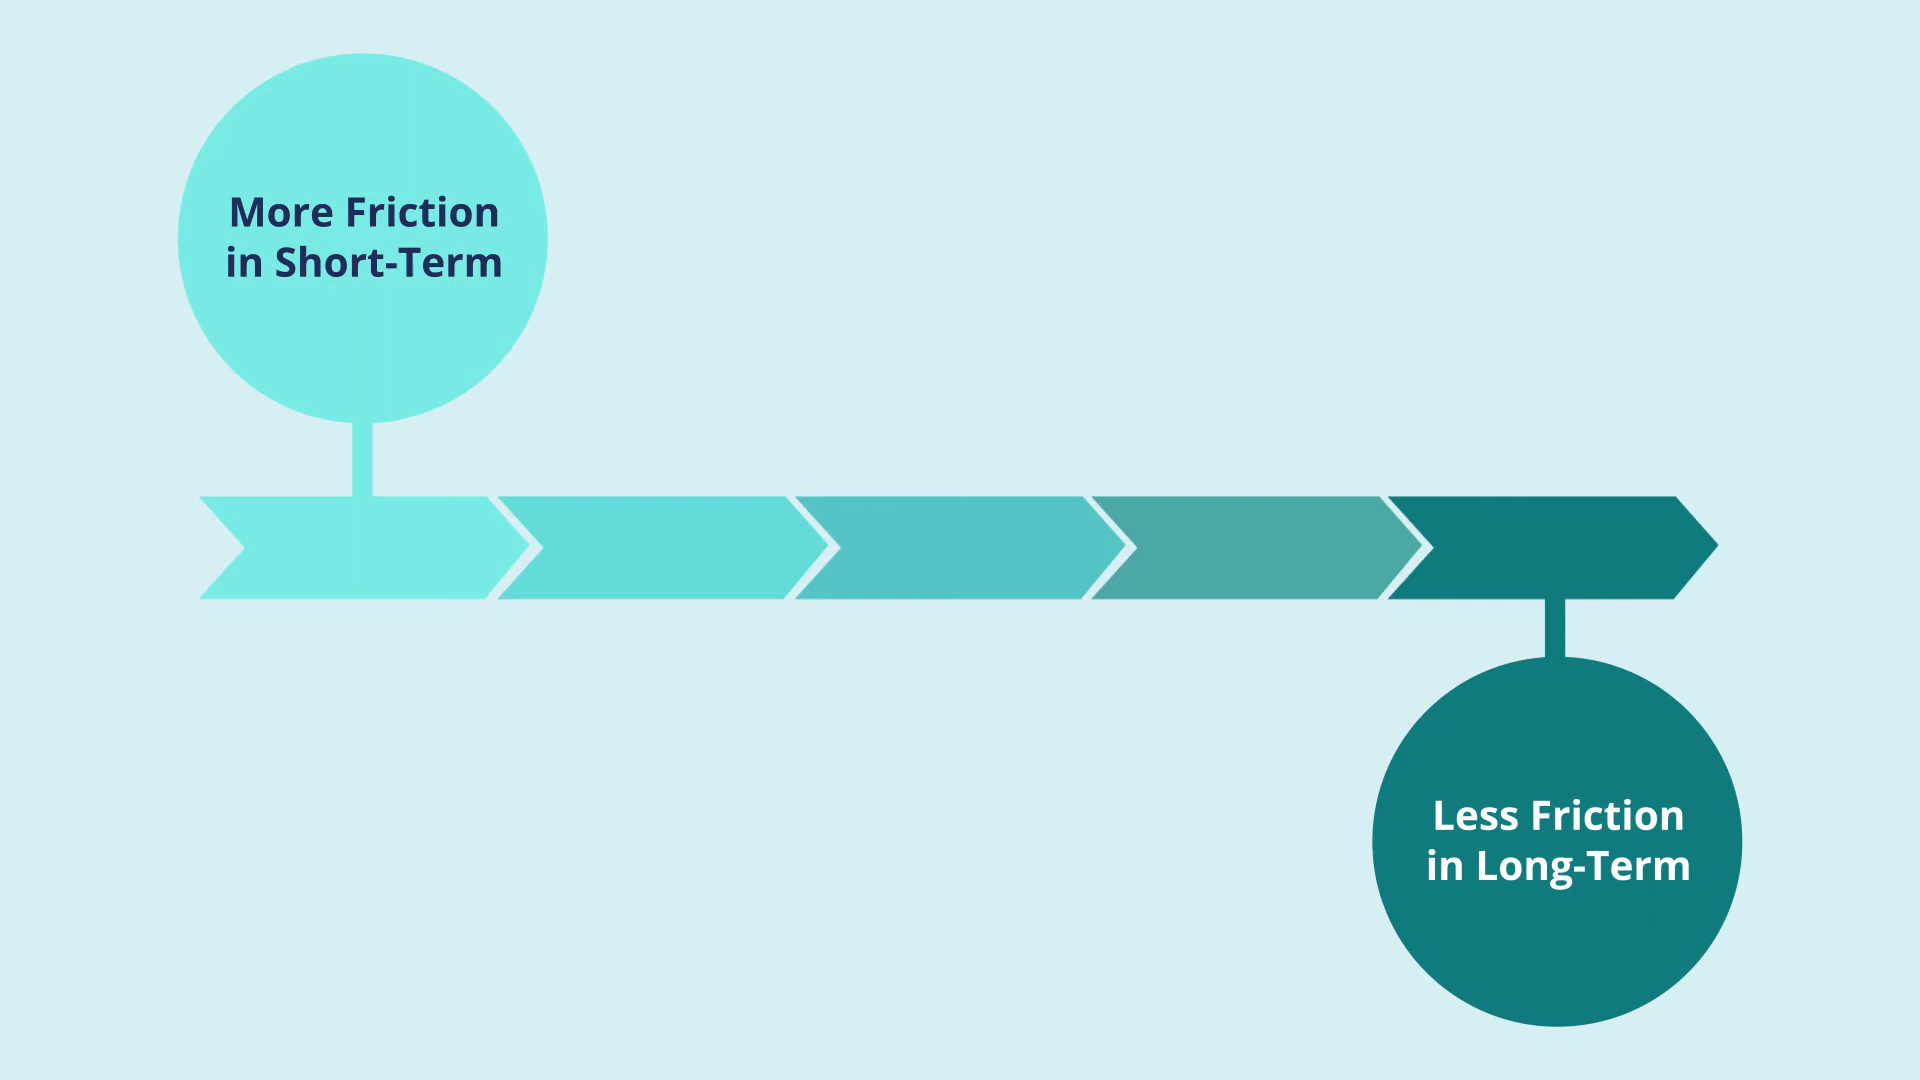 More Friction
in Short-Term
Less Friction
in Long-Term